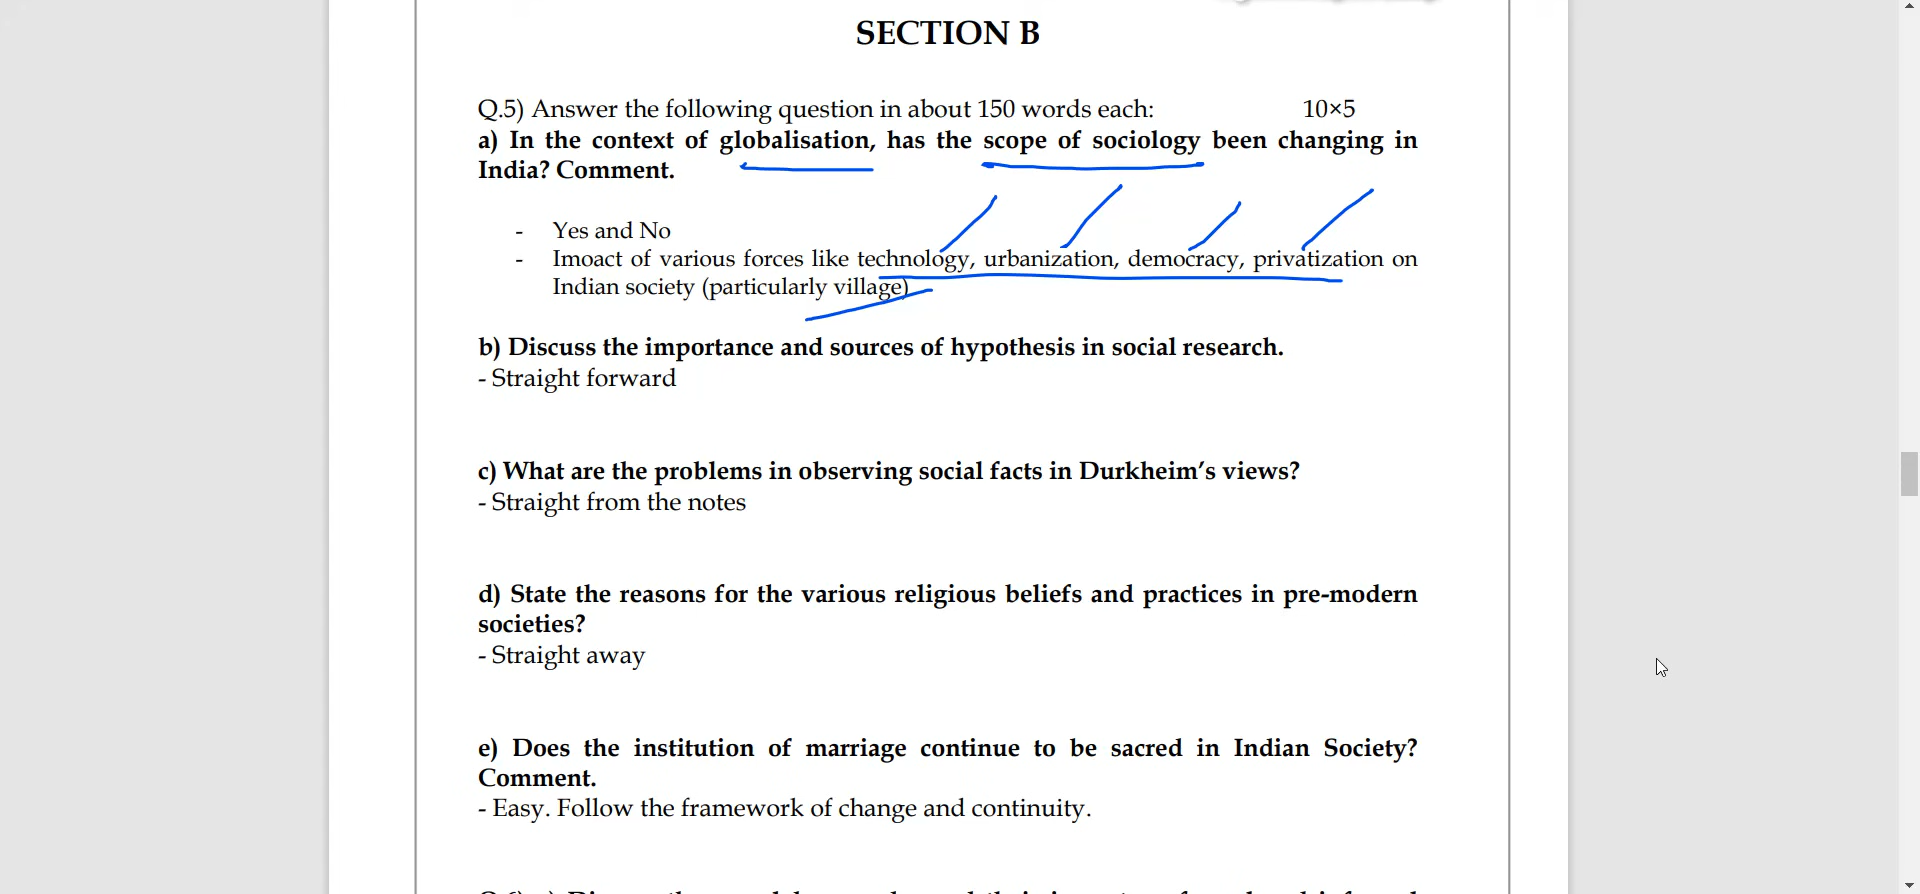 SECTION B
Q.5) Answer the following question in about 150 words each: 10×5
a) In the context of globalisation, has the scope of sociology been changing in
India? Comment.
- Yes and No
- Imoact of various forces like technology, urbanization, democracy, privatization on
Indian society (particularly village)
b) Discuss the importance and sources of hypothesis in social research.
- Straight forward
c) What are the problems in observing social facts in Durkheim’s views?
- Straight from the notes
d) State the reasons for the various religious beliefs and practices in pre-modern
societies?
- Straight away
e) Does the institution of marriage continue to be sacred in Indian Society?
Comment.
- Easy. Follow the framework of change and continuity.